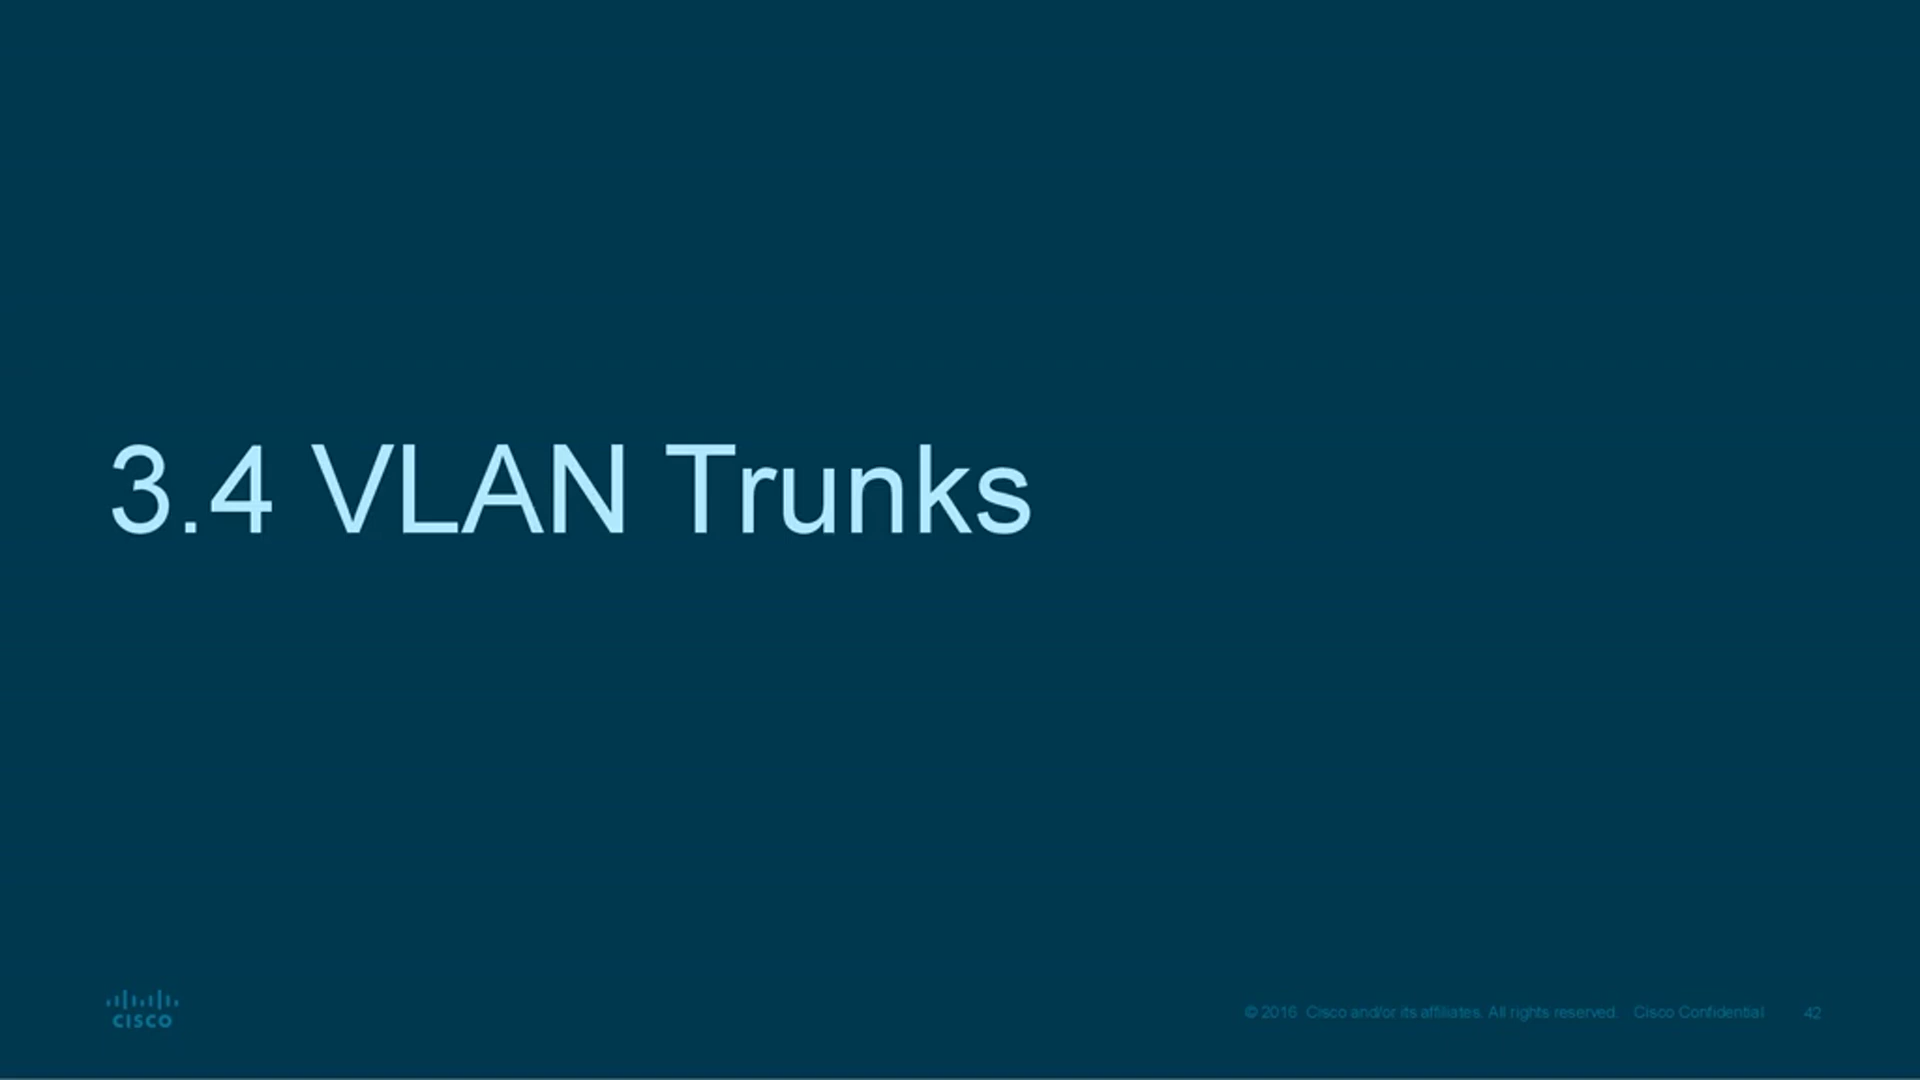 3.4 VLAN Trunks
CISCO
© 2016 Cisco and/or its affiliates. All rights reserved. Cisco Confidential 42